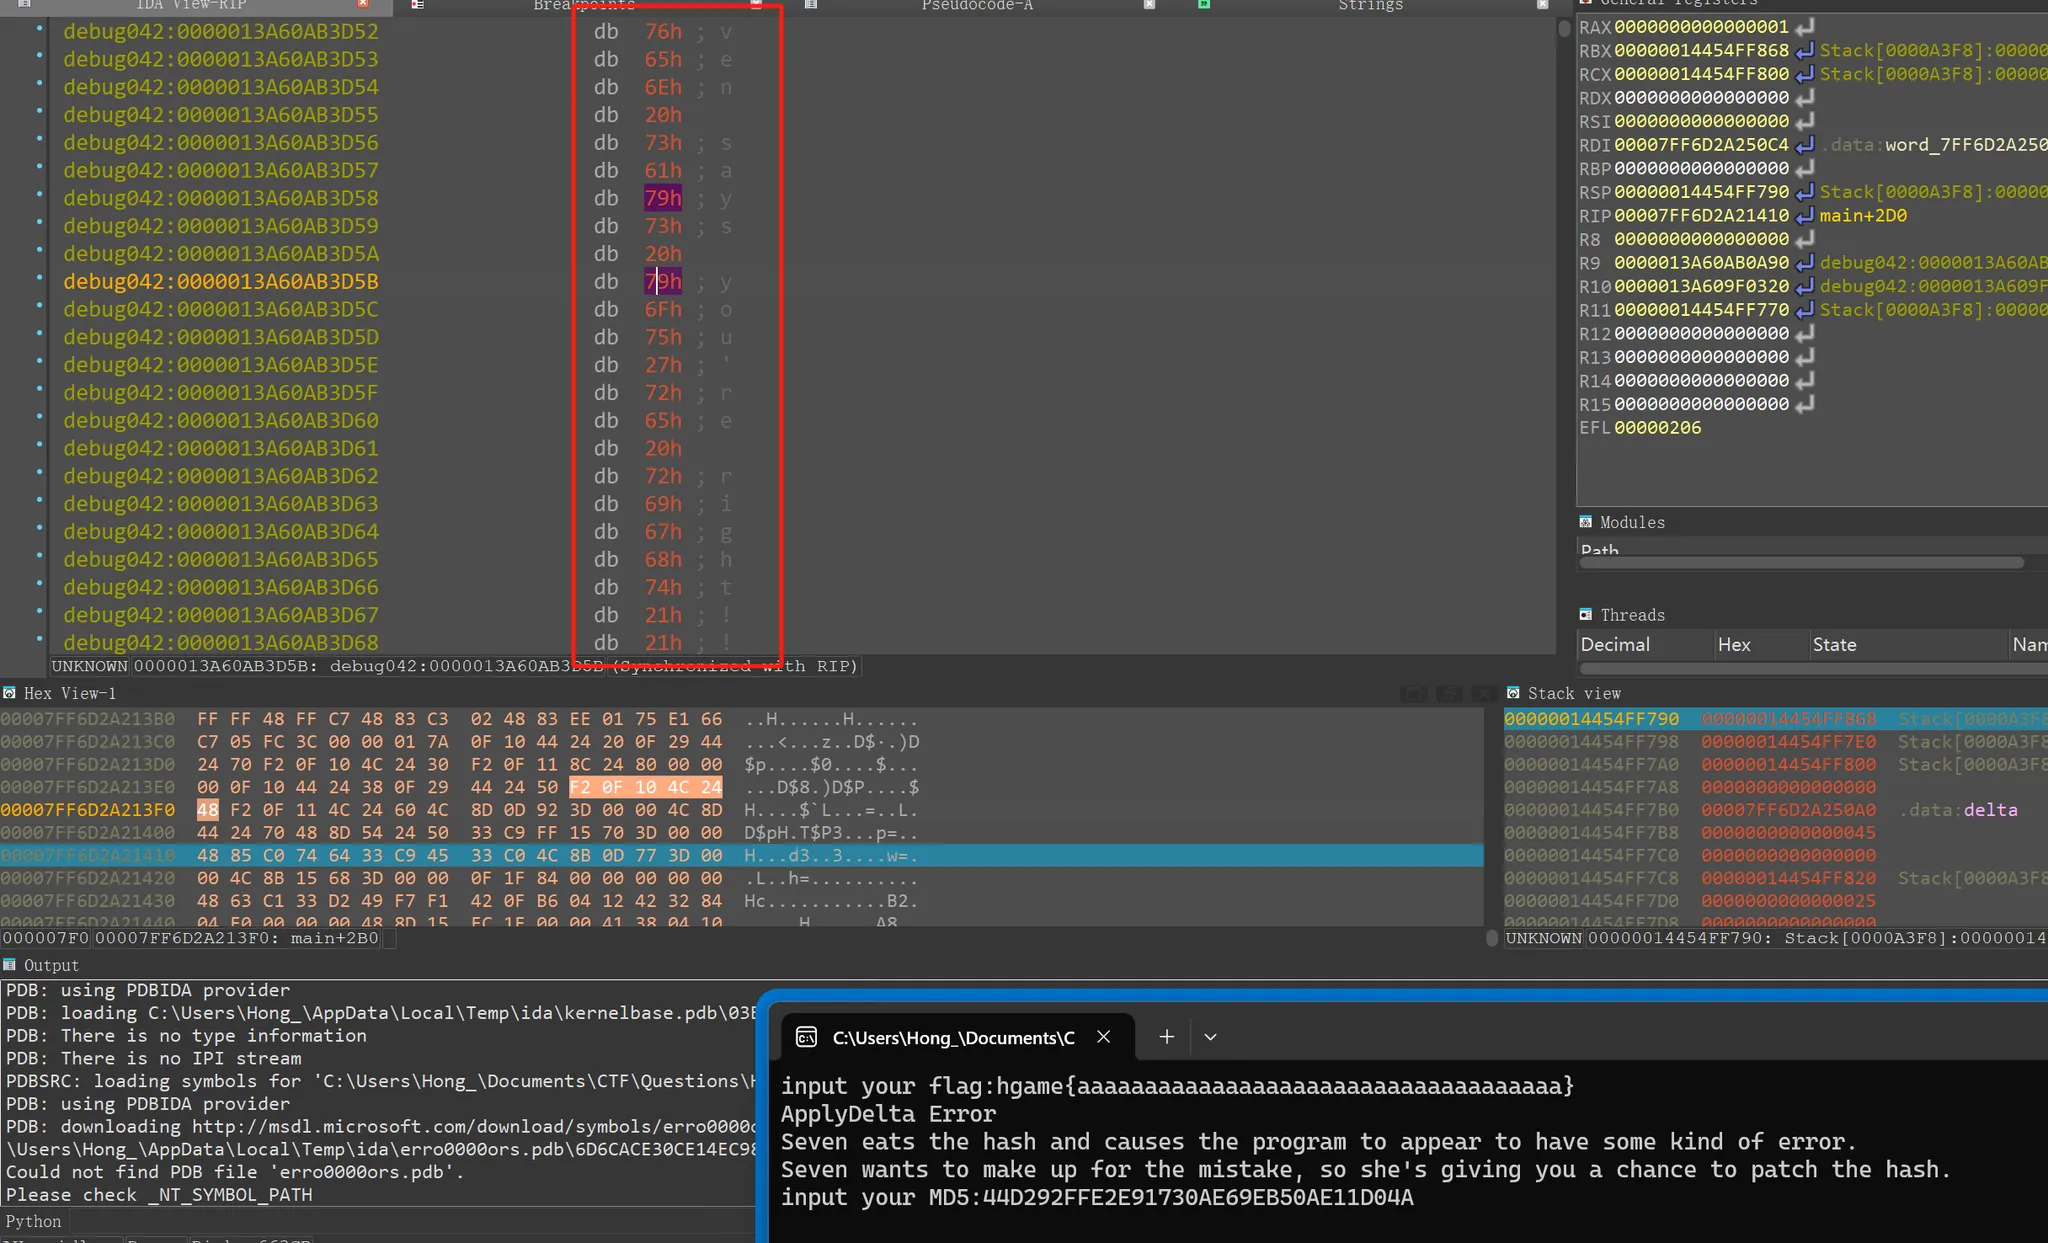 IDA View-RIP
Breakpoints
Pseudocode-A
Strings
General registers
debug042:0000013A60AB3D52 db 76h ; v
debug042:0000013A60AB3D53 db 65h ; e
debug042:0000013A60AB3D54 db 6Eh ; n
debug042:0000013A60AB3D55 db 20h
debug042:0000013A60AB3D56 db 73h ; s
debug042:0000013A60AB3D57 db 61h ; a
debug042:0000013A60AB3D58 db 79h ; y
debug042:0000013A60AB3D59 db 73h ; s
debug042:0000013A60AB3D5A db 20h
debug042:0000013A60AB3D5B db 79h ; y
debug042:0000013A60AB3D5C db 6Fh ; o
debug042:0000013A60AB3D5D db 75h ; u
debug042:0000013A60AB3D5E db 27h ; '
debug042:0000013A60AB3D5F db 72h ; r
debug042:0000013A60AB3D60 db 65h ; e
debug042:0000013A60AB3D61 db 20h
debug042:0000013A60AB3D62 db 72h ; r
debug042:0000013A60AB3D63 db 69h ; i
debug042:0000013A60AB3D64 db 67h ; g
debug042:0000013A60AB3D65 db 68h ; h
debug042:0000013A60AB3D66 db 74h ; t
debug042:0000013A60AB3D67 db 21h ; !
debug042:0000013A60AB3D68 db 21h ; !
UNKNOWN 0000013A60AB3D5B: debug042:0000013A60AB3D5B (Synchronized with RIP)
RAX 0000000000000001
RBX 00000014454FF868 Stack[0000A3F8]:00000
RCX 00000014454FF800 Stack[0000A3F8]:00000
RDX 0000000000000000
RSI 0000000000000000
RDI 00007FF6D2A250C4 .data:word_7FF6D2A250
RBP 0000000000000000
RSP 00000014454FF790 Stack[0000A3F8]:00000
RIP 00007FF6D2A21410 main+2D0
R8 0000000000000000
R9 0000013A60AB0A90 debug042:0000013A60AB
R10 0000013A609F0320 debug042:0000013A609F
R11 00000014454FF770 Stack[0000A3F8]:00000
R12 0000000000000000
R13 0000000000000000
R14 0000000000000000
R15 0000000000000000
EFL 00000206
Modules
Path
Threads
Decimal Hex State Nam
Hex View-1
00007FF6D2A213B0 FF FF 48 FF C7 48 83 C3 02 48 83 EE 01 75 E1 66 ..H......H......
00007FF6D2A213C0 C7 05 FC 3C 00 00 01 7A 0F 10 44 24 20 0F 29 44 ...<...z..D$·.)D
00007FF6D2A213D0 24 70 F2 0F 10 4C 24 30 F2 0F 11 8C 24 80 00 00 $p....$0....$...
00007FF6D2A213E0 00 0F 10 44 24 38 0F 29 44 24 50 F2 0F 10 4C 24 ...D$8.)D$P....$
00007FF6D2A213F0 48 F2 0F 11 4C 24 60 4C 8D 0D 92 3D 00 00 4C 8D H....$`L...=..L.
00007FF6D2A21400 44 24 70 48 8D 54 24 50 33 C9 FF 15 70 3D 00 00 D$pH.T$P3...p=..
00007FF6D2A21410 48 85 C0 74 64 33 C9 45 33 C0 4C 8B 0D 77 3D 00 H...d3..3....w=.
00007FF6D2A21420 00 4C 8B 15 68 3D 00 00 0F 1F 84 00 00 00 00 00 .L..h=..........
00007FF6D2A21430 48 63 C1 33 D2 49 F7 F1 42 0F B6 04 12 42 32 84 Hc...........B2.
00007FF6D2A21440 04 E0 00 00 00 48 8D 15 EC 1E 00 00 41 38 04 10
000007F0 00007FF6D2A213F0: main+2B0
Stack view
00000014454FF790 00000014454FF868 Stack[0000A3F8
00000014454FF798 00000014454FF7E0 Stack[0000A3F8
00000014454FF7A0 00000014454FF800 Stack[0000A3F8
00000014454FF7A8 0000000000000000
00000014454FF7B0 00007FF6D2A250A0 .data:delta
00000014454FF7B8 0000000000000045
00000014454FF7C0 0000000000000000
00000014454FF7C8 00000014454FF820 Stack[0000A3F8
00000014454FF7D0 0000000000000025
00000014454FF7D8 0000000000000000
UNKNOWN 00000014454FF790: Stack[0000A3F8]:00000014
Output
PDB: using PDBIDA provider
PDB: loading C:\Users\Hong_\AppData\Local\Temp\ida\kernelbase.pdb\03E
PDB: There is no type information
PDB: There is no IPI stream
PDBSRC: loading symbols for 'C:\Users\Hong_\Documents\CTF\Questions\H
PDB: using PDBIDA provider
PDB: downloading http://msdl.microsoft.com/download/symbols/erro0000o
\Users\Hong_\AppData\Local\Temp\ida\erro0000ors.pdb\6D6CACE30CE14EC98
Could not find PDB file 'erro0000ors.pdb'.
Please check _NT_SYMBOL_PATH
Python
C:\Users\Hong_\Documents\C
input your flag:hgame{aaaaaaaaaaaaaaaaaaaaaaaaaaaaaaaaaaaa}
ApplyDelta Error
Seven eats the hash and causes the program to appear to have some kind of error.
Seven wants to make up for the mistake, so she's giving you a chance to patch the hash.
input your MD5:44D292FFE2E91730AE69EB50AE11D04A